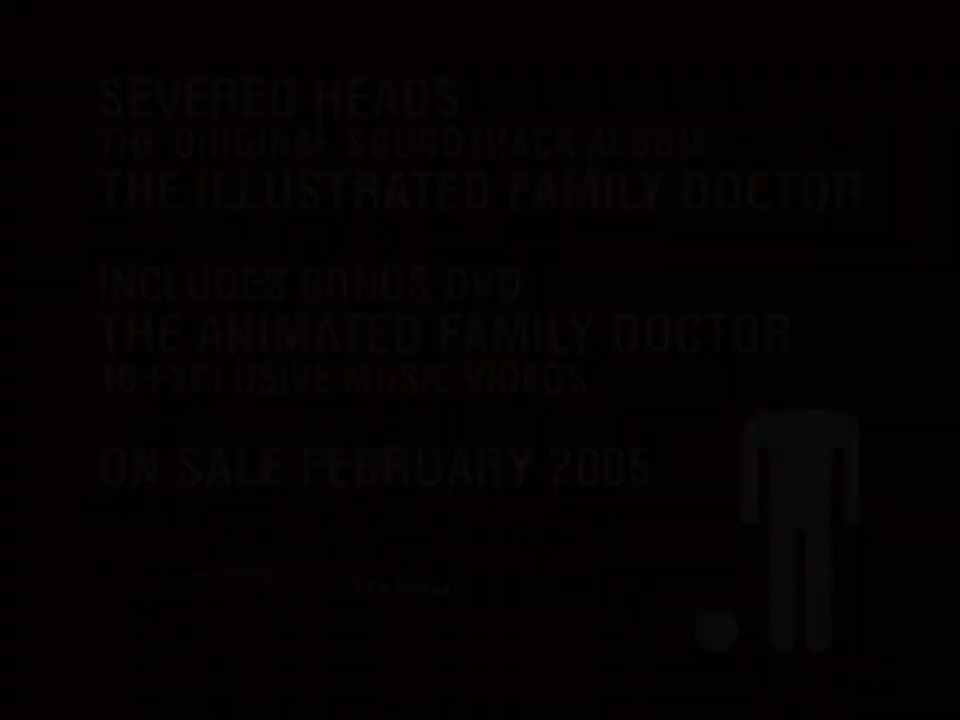 SEVERED HEADS
THE ORIGINAL SOUNDTRACK ALBUM
THE ILLUSTRATED FAMILY DOCTOR
INCLUDES BONUS DVD
THE ANIMATED FAMILY DOCTOR
10 EXCLUSIVE MUSIC VIDEOS
ON SALE FEBRUARY 2005